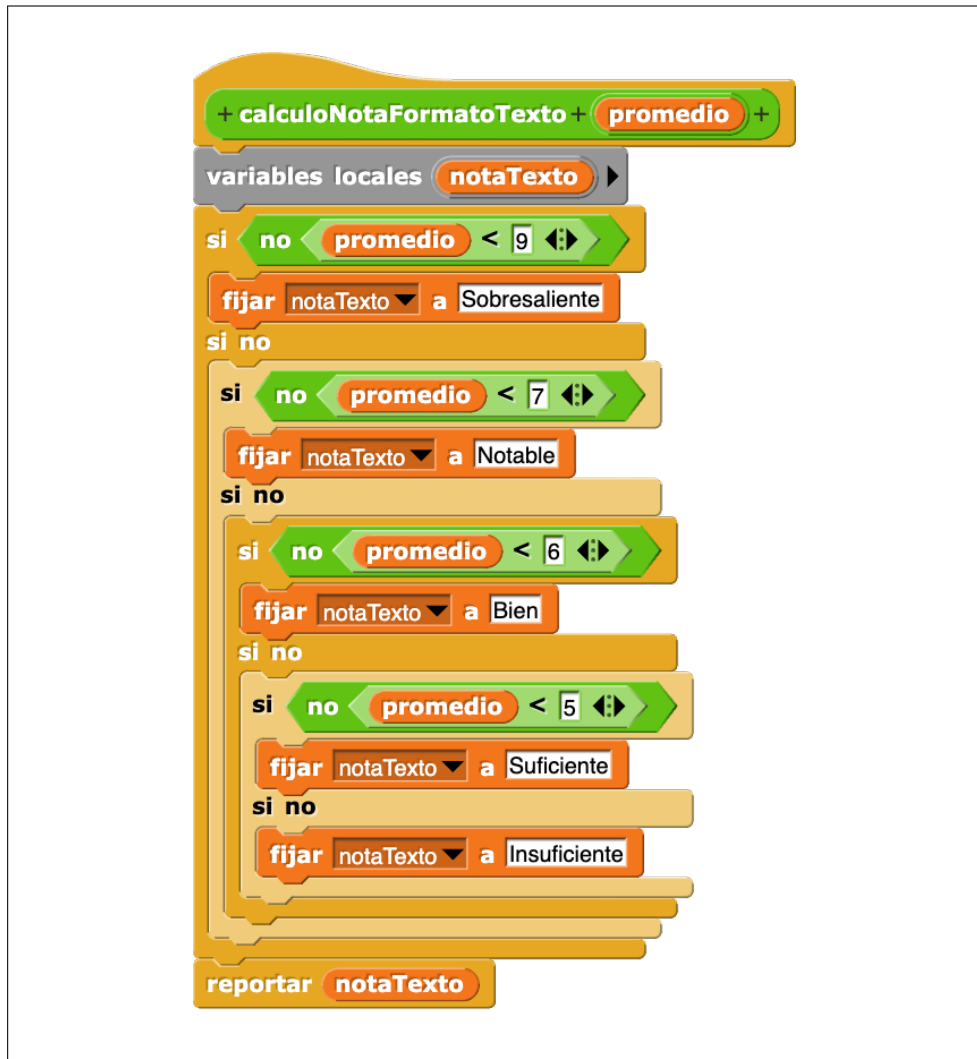 + calculoNotaFormatoTexto + promedio +
variables locales notaTexto
si no promedio < 9
fijar notaTexto a Sobresaliente
si no
si no promedio < 7
fijar notaTexto a Notable
si no
si no promedio < 6
fijar notaTexto a Bien
si no
si no promedio < 5
fijar notaTexto a Suficiente
si no
fijar notaTexto a Insuficiente
reportar notaTexto